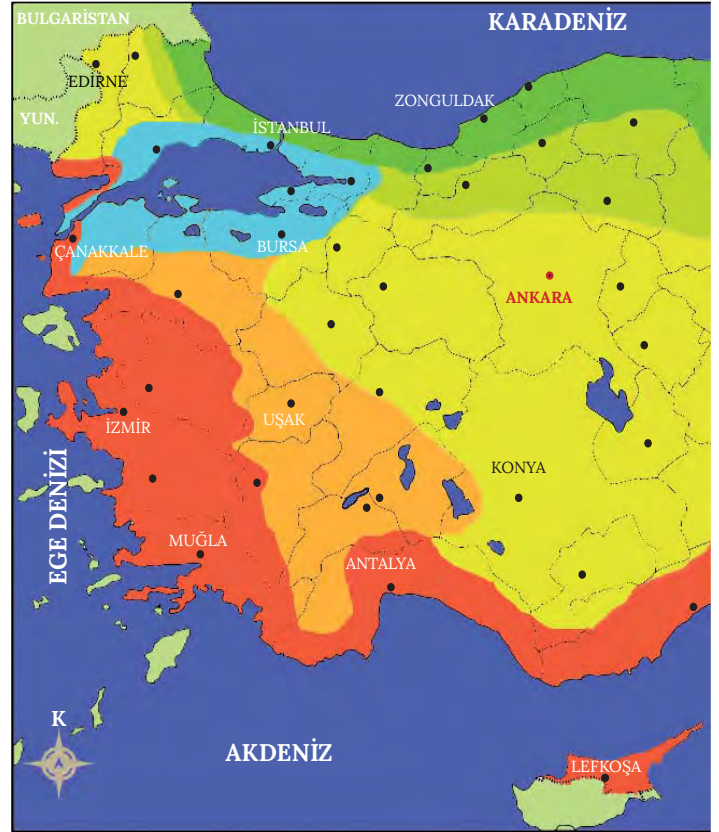 BULGARİSTAN
KARADENİZ
EDİRNE
ZONGULDAK
YUN.
İSTANBUL
ÇANAKKALE
BURSA
ANKARA
İZMİR
UŞAK
KONYA
EGE DENİZİ
MUĞLA
ANTALYA
K
AKDENİZ
LEFKOŞA